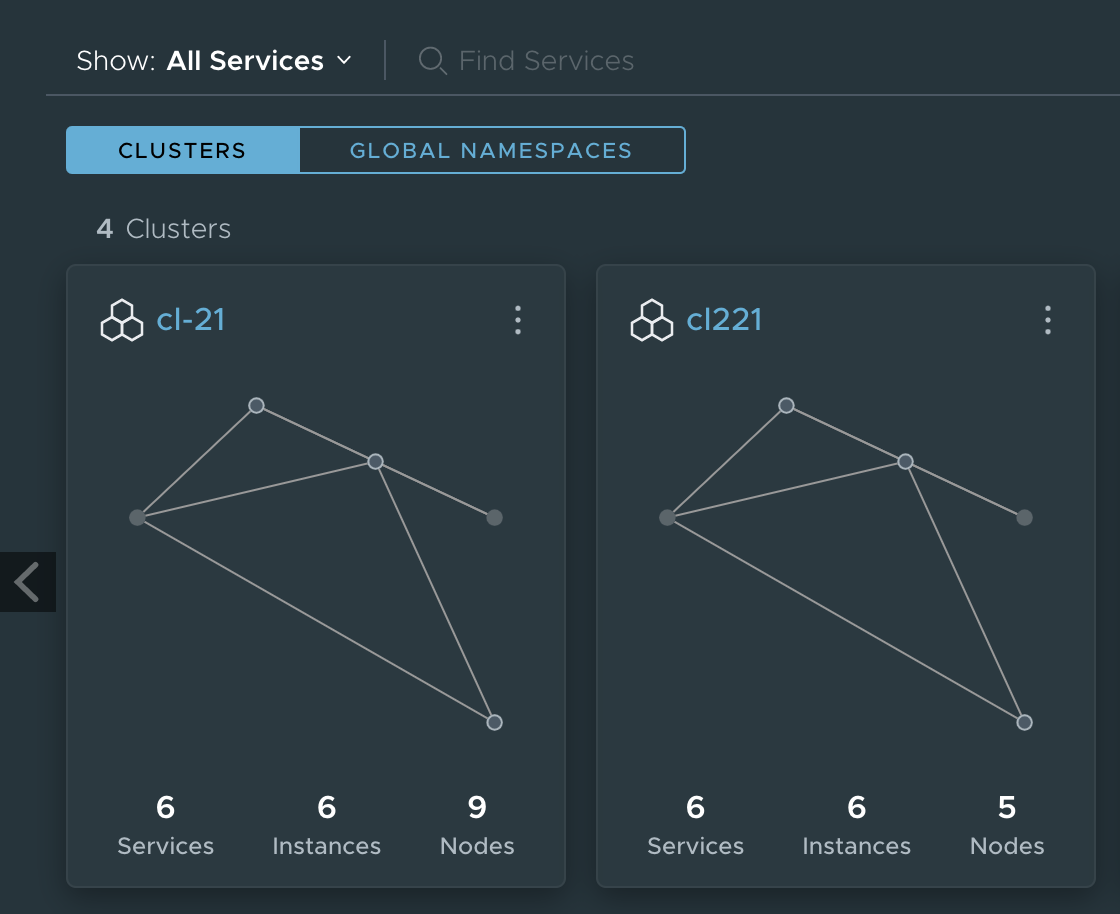 Show: All Services Find Services
CLUSTERS GLOBAL NAMESPACES
4 Clusters
cl-21
6 6 9
Services Instances Nodes
cl221
6 6 5
Services Instances Nodes